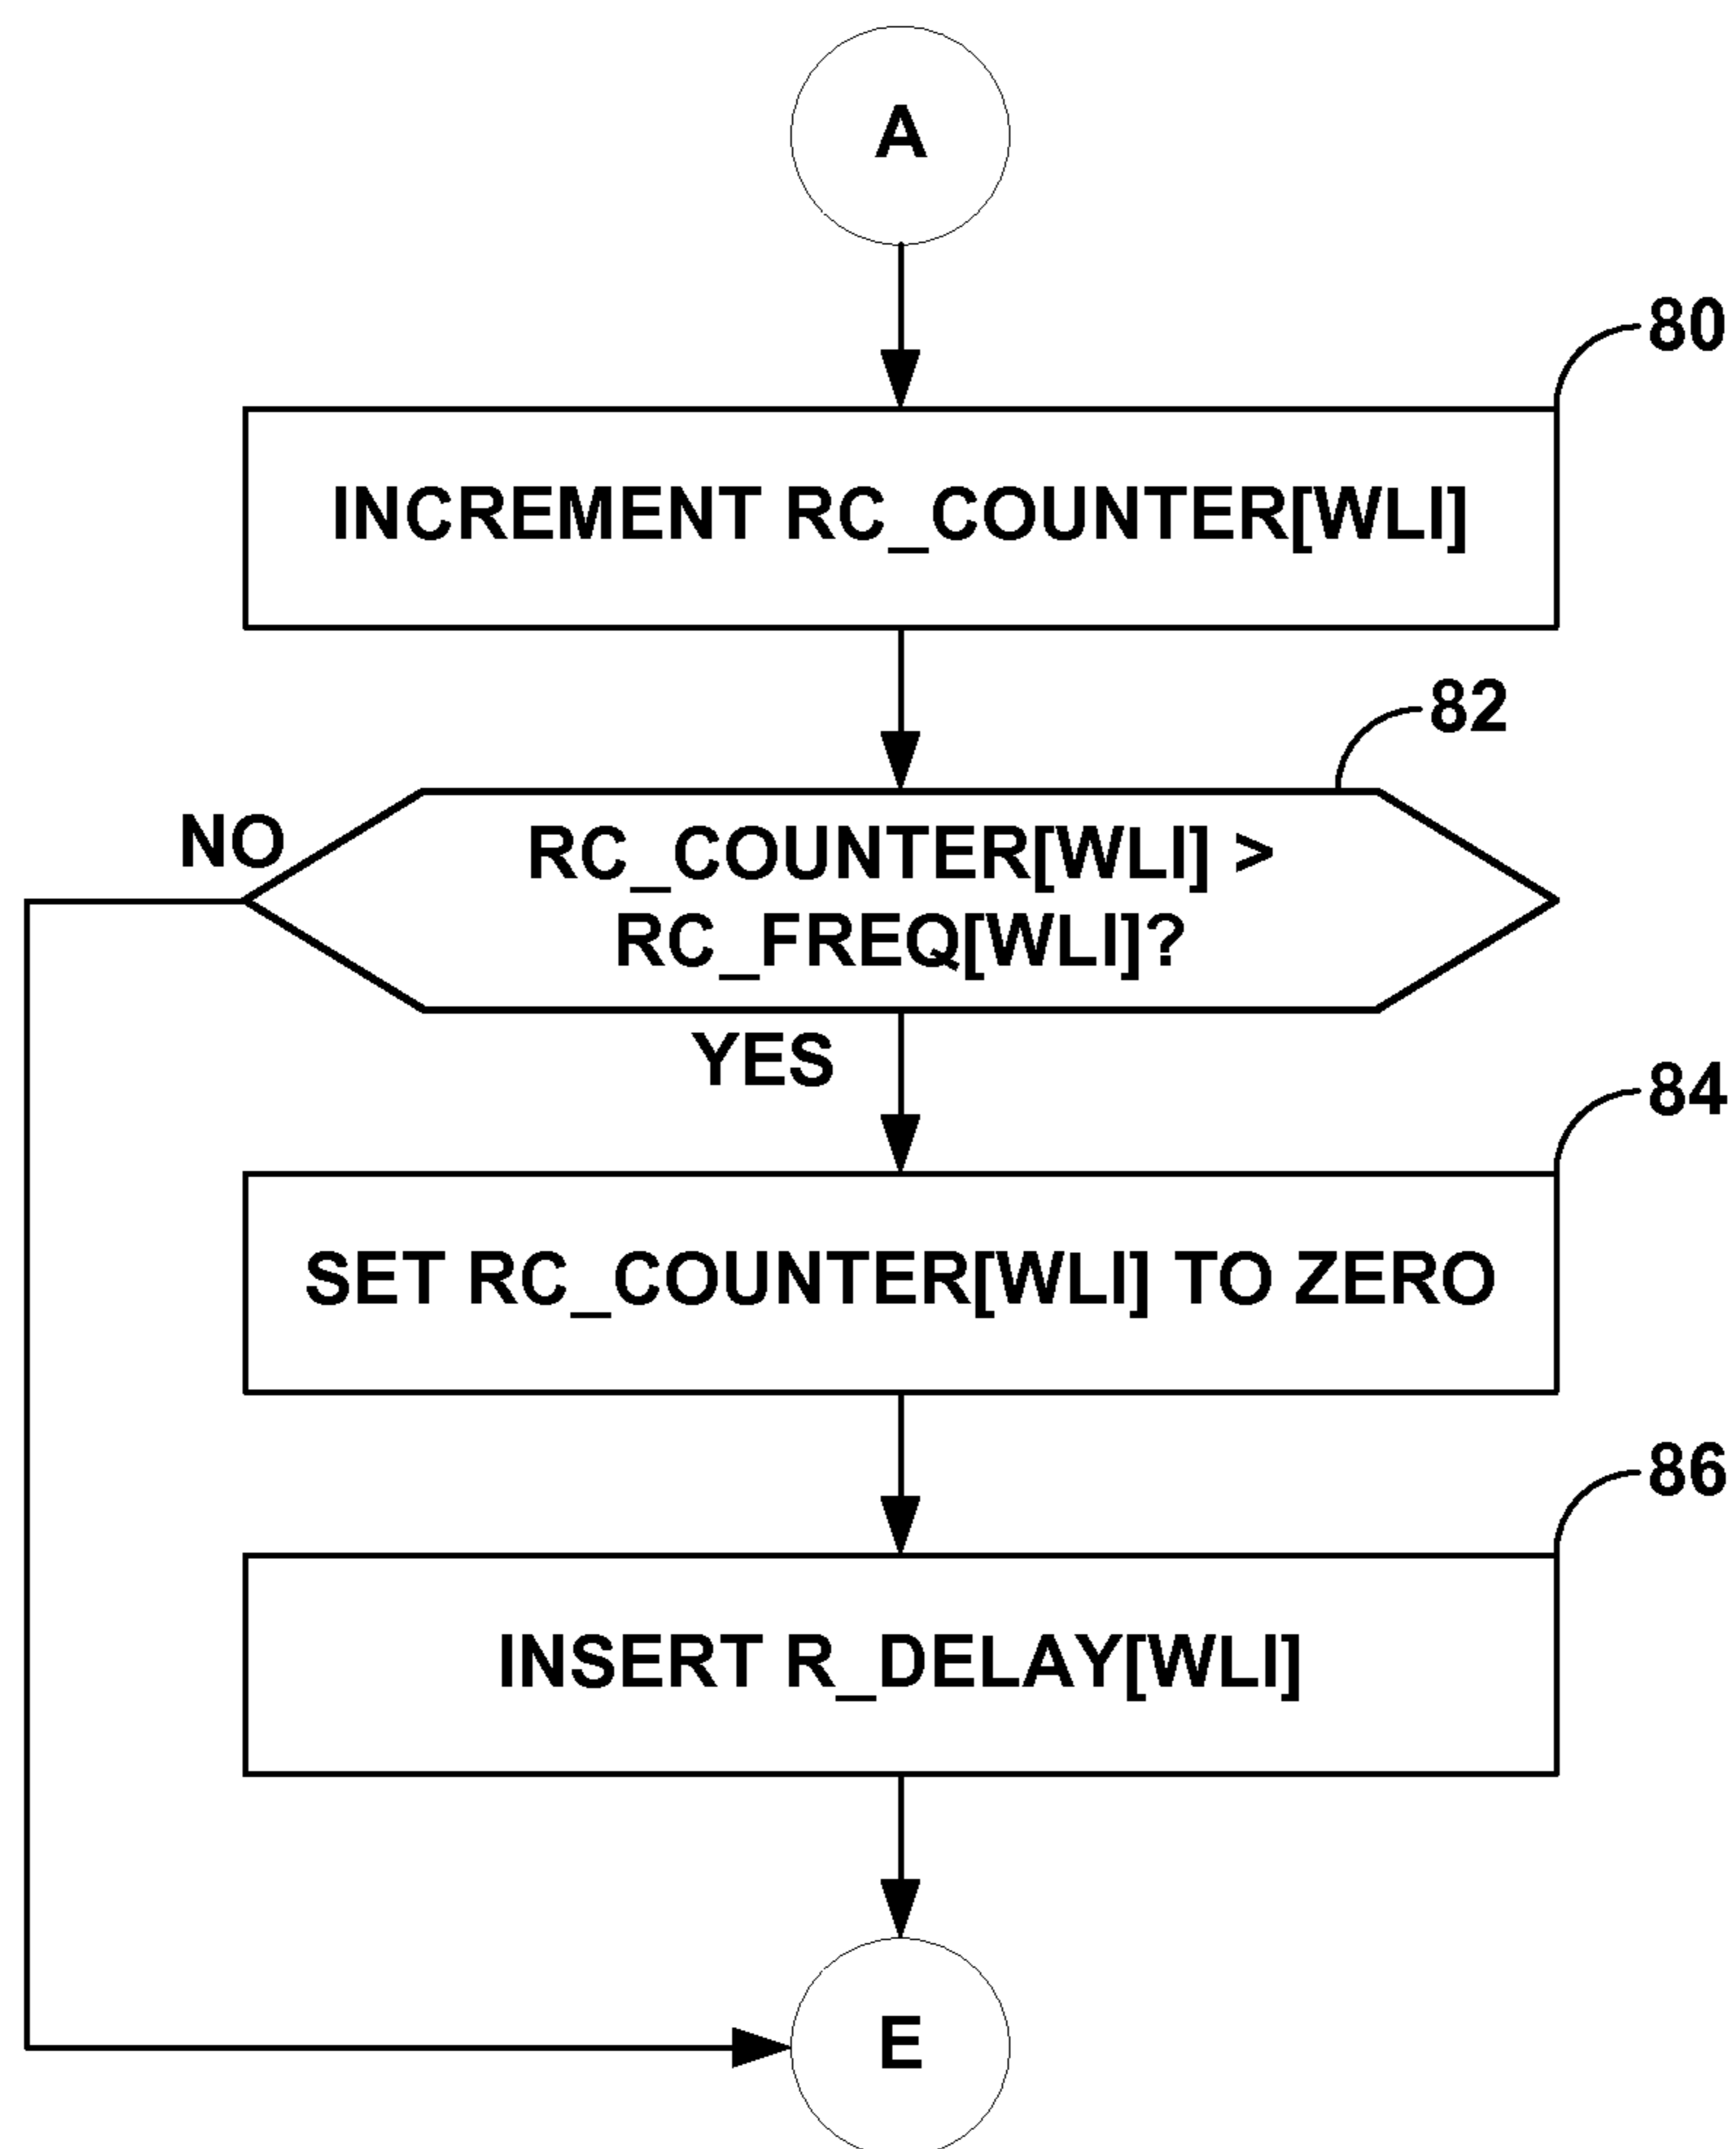 A
80
INCREMENT RC_COUNTER[WLI]
82
NO
RC_COUNTER[WLI] >
RC_FREQ[WLI]?
YES
84
SET RC_COUNTER[WLI] TO ZERO
86
INSERT R_DELAY[WLI]
E